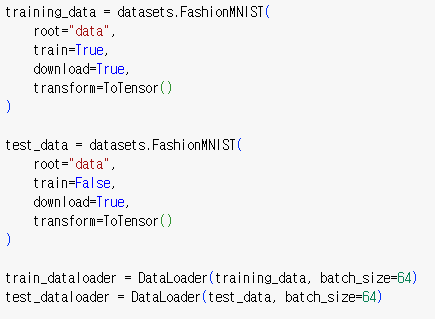 training_data = datasets.FashionMNIST(
    root="data",
    train=True,
    download=True,
    transform=ToTensor()
)

test_data = datasets.FashionMNIST(
    root="data",
    train=False,
    download=True,
    transform=ToTensor()
)

train_dataloader = DataLoader(training_data, batch_size=64)
test_dataloader = DataLoader(test_data, batch_size=64)